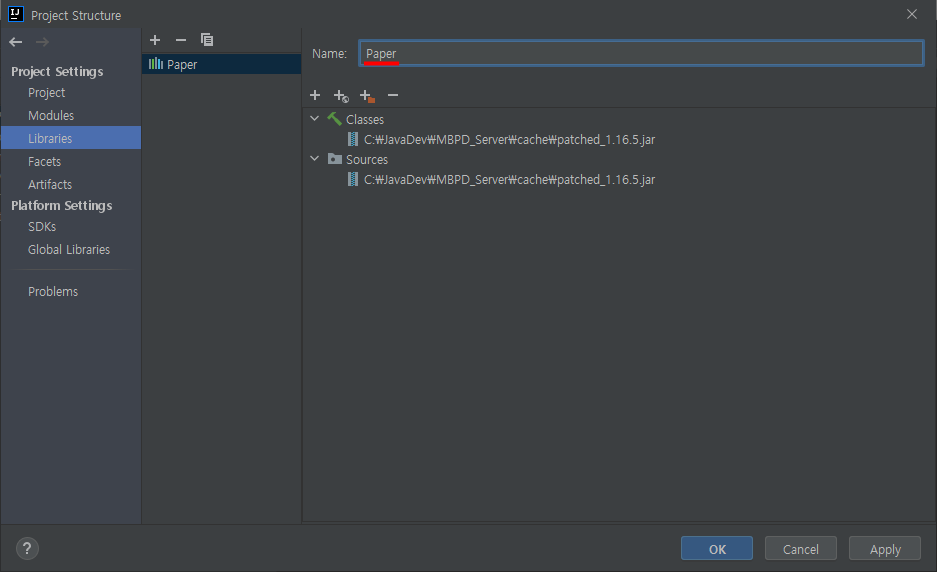 IJ Project Structure
Project Settings
Project
Modules
Libraries
Facets
Artifacts
Platform Settings
SDKs
Global Libraries
Problems
Paper
Name: Paper
Classes
C:₩JavaDev₩MBPD_Server₩cache₩patched_1.16.5.jar
Sources
C:₩JavaDev₩MBPD_Server₩cache₩patched_1.16.5.jar
? OK Cancel Apply